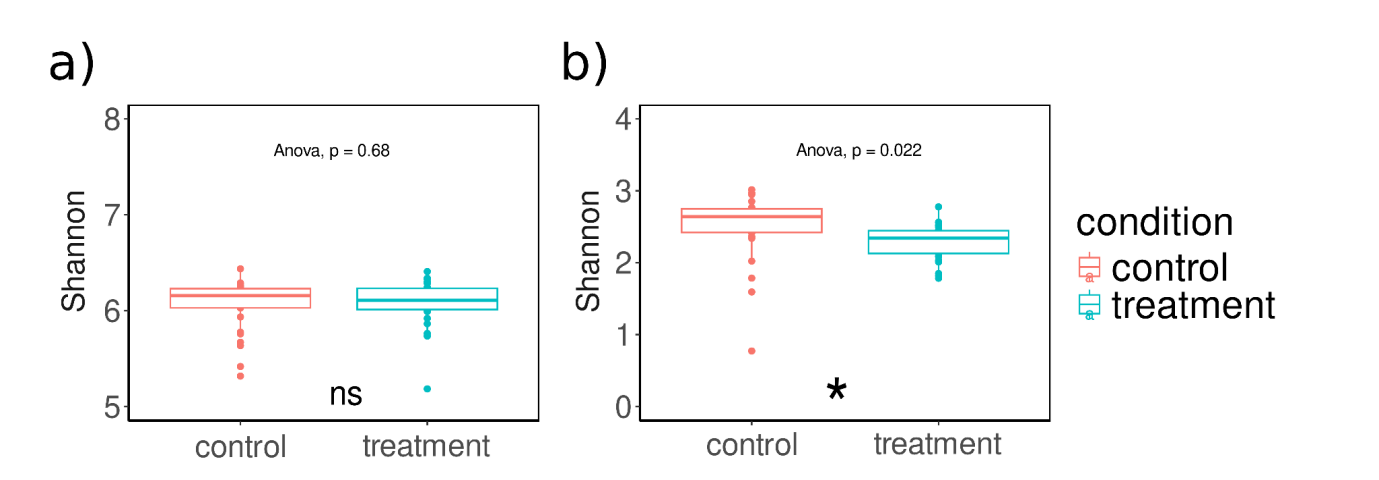 a)
8
7
6
5
Shannon
Anova, p = 0.68
ns
control
treatment
b)
4
3
2
1
0
Shannon
Anova, p = 0.022
*
control
treatment
condition
a control
a treatment